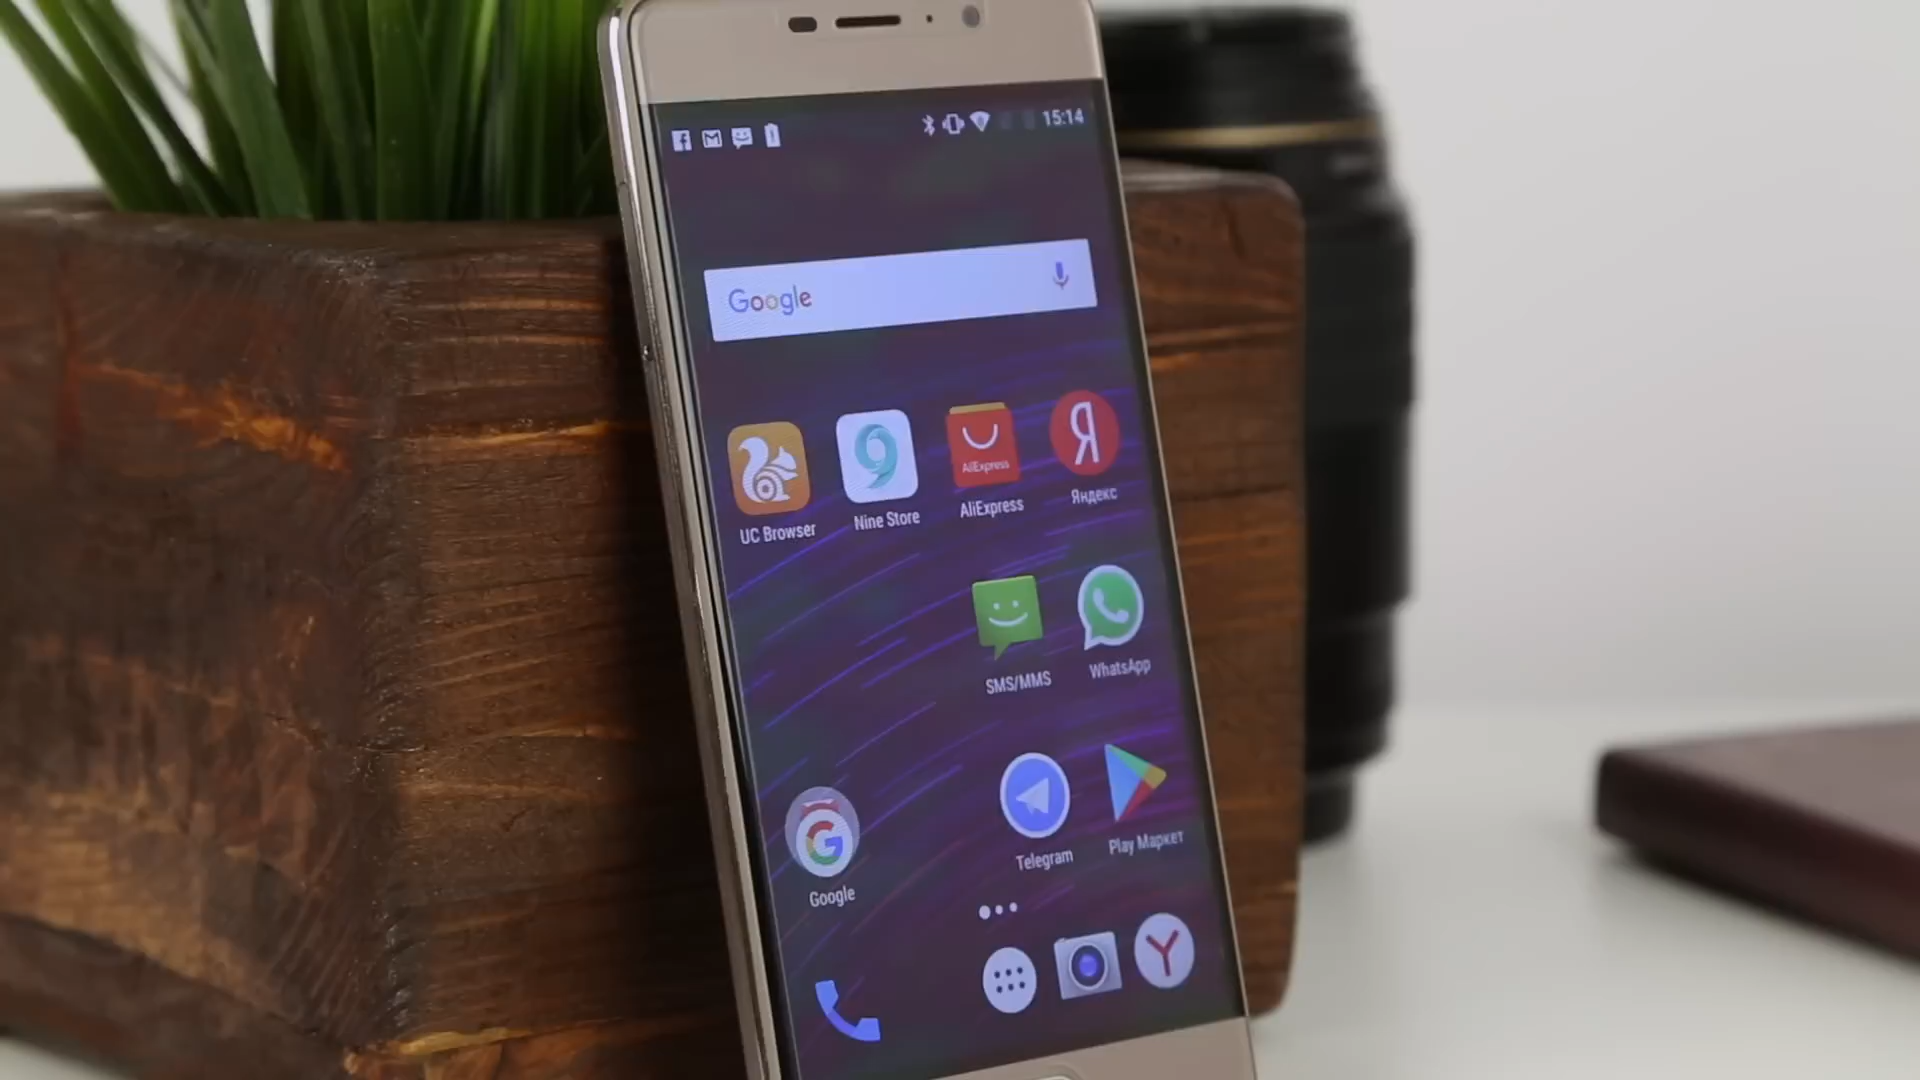 15:14
Google
AliExpress
UC Browser
Nine Store
AliExpress
Яндекс
SMS/MMS
WhatsApp
Telegram
Play Маркет
Google